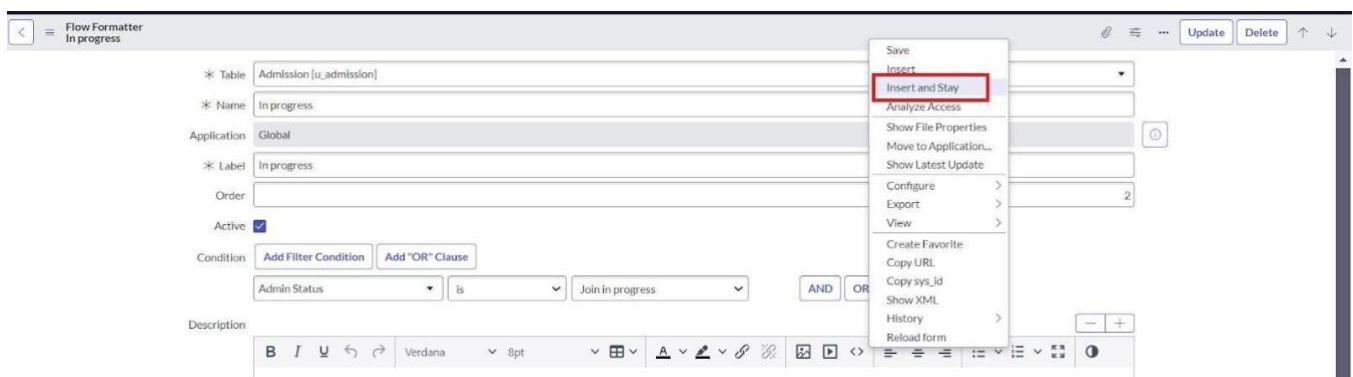 Flow Formatter
In progress
Update Delete
Table Admission [u_admission]
Name In progress
Application Global
Label In progress
Order 2
Active
Condition Add Filter Condition Add "OR" Clause
Admin Status is Join in progress AND OR
Description
B I U Verdana 8pt A
Save
Insert
Insert and Stay
Analyze Access
Show File Properties
Move to Application...
Show Latest Update
Configure
Export
View
Create Favorite
Copy URL
Copy sys_id
Show XML
History
Reload form